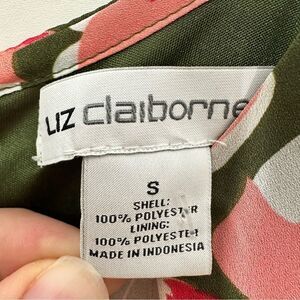 LIZ claiborne
S
SHELL:
100% POLYESTER
LINING:
100% POLYESTER
MADE IN INDONESIA